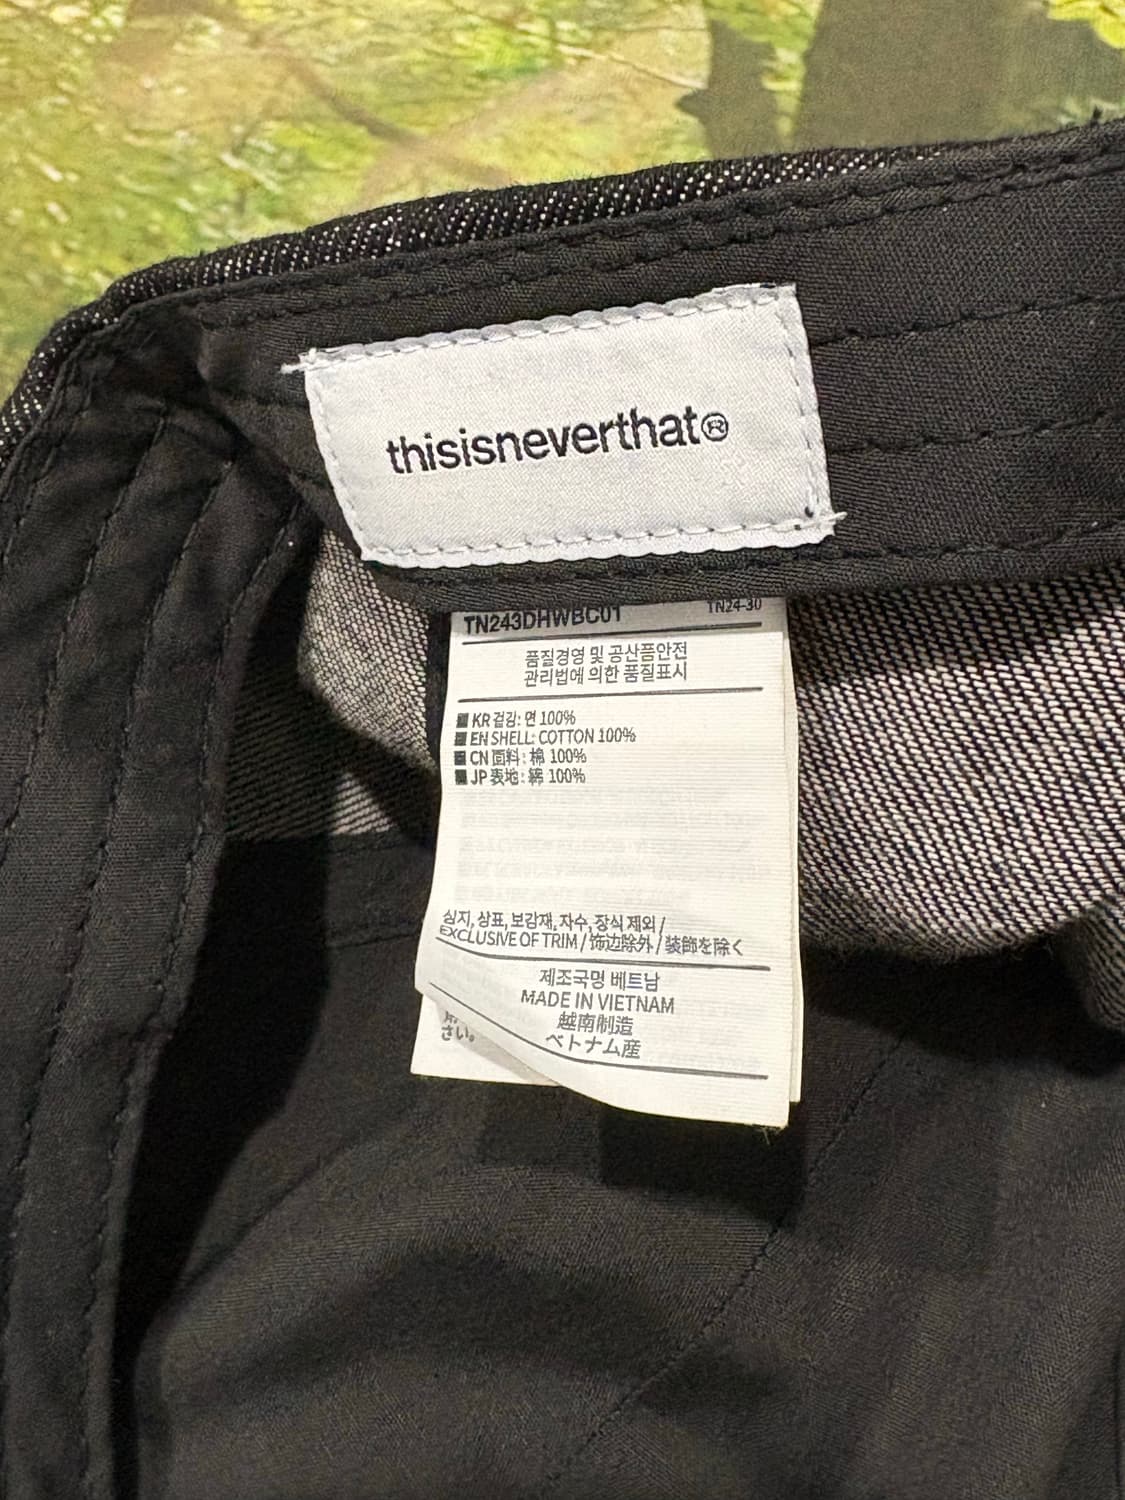 thisisneverthat®
TN243DHWBC01 TN24-30
품질경영 및 공산품안전
관리법에 의한 품질표시
KR 겉감: 면 100%
EN SHELL: COTTON 100%
CN 面料: 棉 100%
JP 表地: 綿 100%
심지, 상표, 보감재, 자수, 장식 제외 /
EXCLUSIVE OF TRIM / 饰边除外 / 装飾を除く
제조국명 베트남
MADE IN VIETNAM
越南制造
ベトナム産
さい。